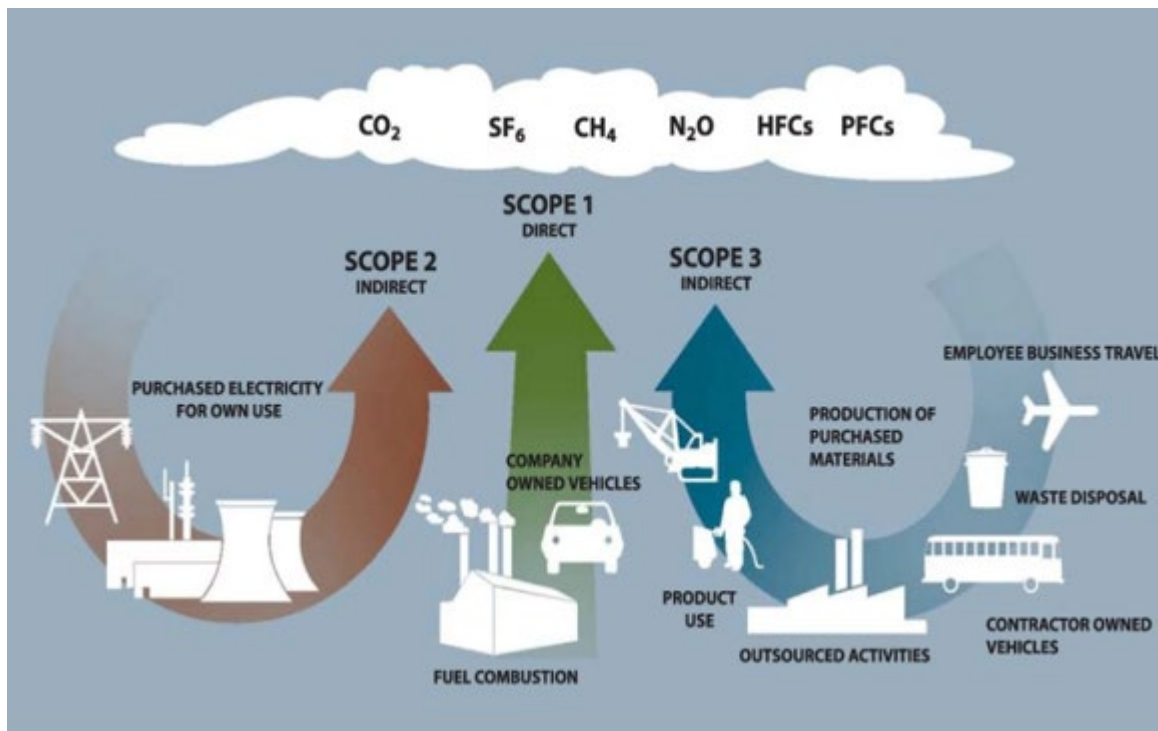 CO₂ SF₆ CH₄ N₂O HFCs PFCs
SCOPE 1
DIRECT
SCOPE 2
INDIRECT
SCOPE 3
INDIRECT
PURCHASED ELECTRICITY
FOR OWN USE
COMPANY
OWNED VEHICLES
FUEL COMBUSTION
EMPLOYEE BUSINESS TRAVEL
PRODUCTION OF
PURCHASED
MATERIALS
WASTE DISPOSAL
PRODUCT
USE
OUTSOURCED ACTIVITIES
CONTRACTOR OWNED
VEHICLES